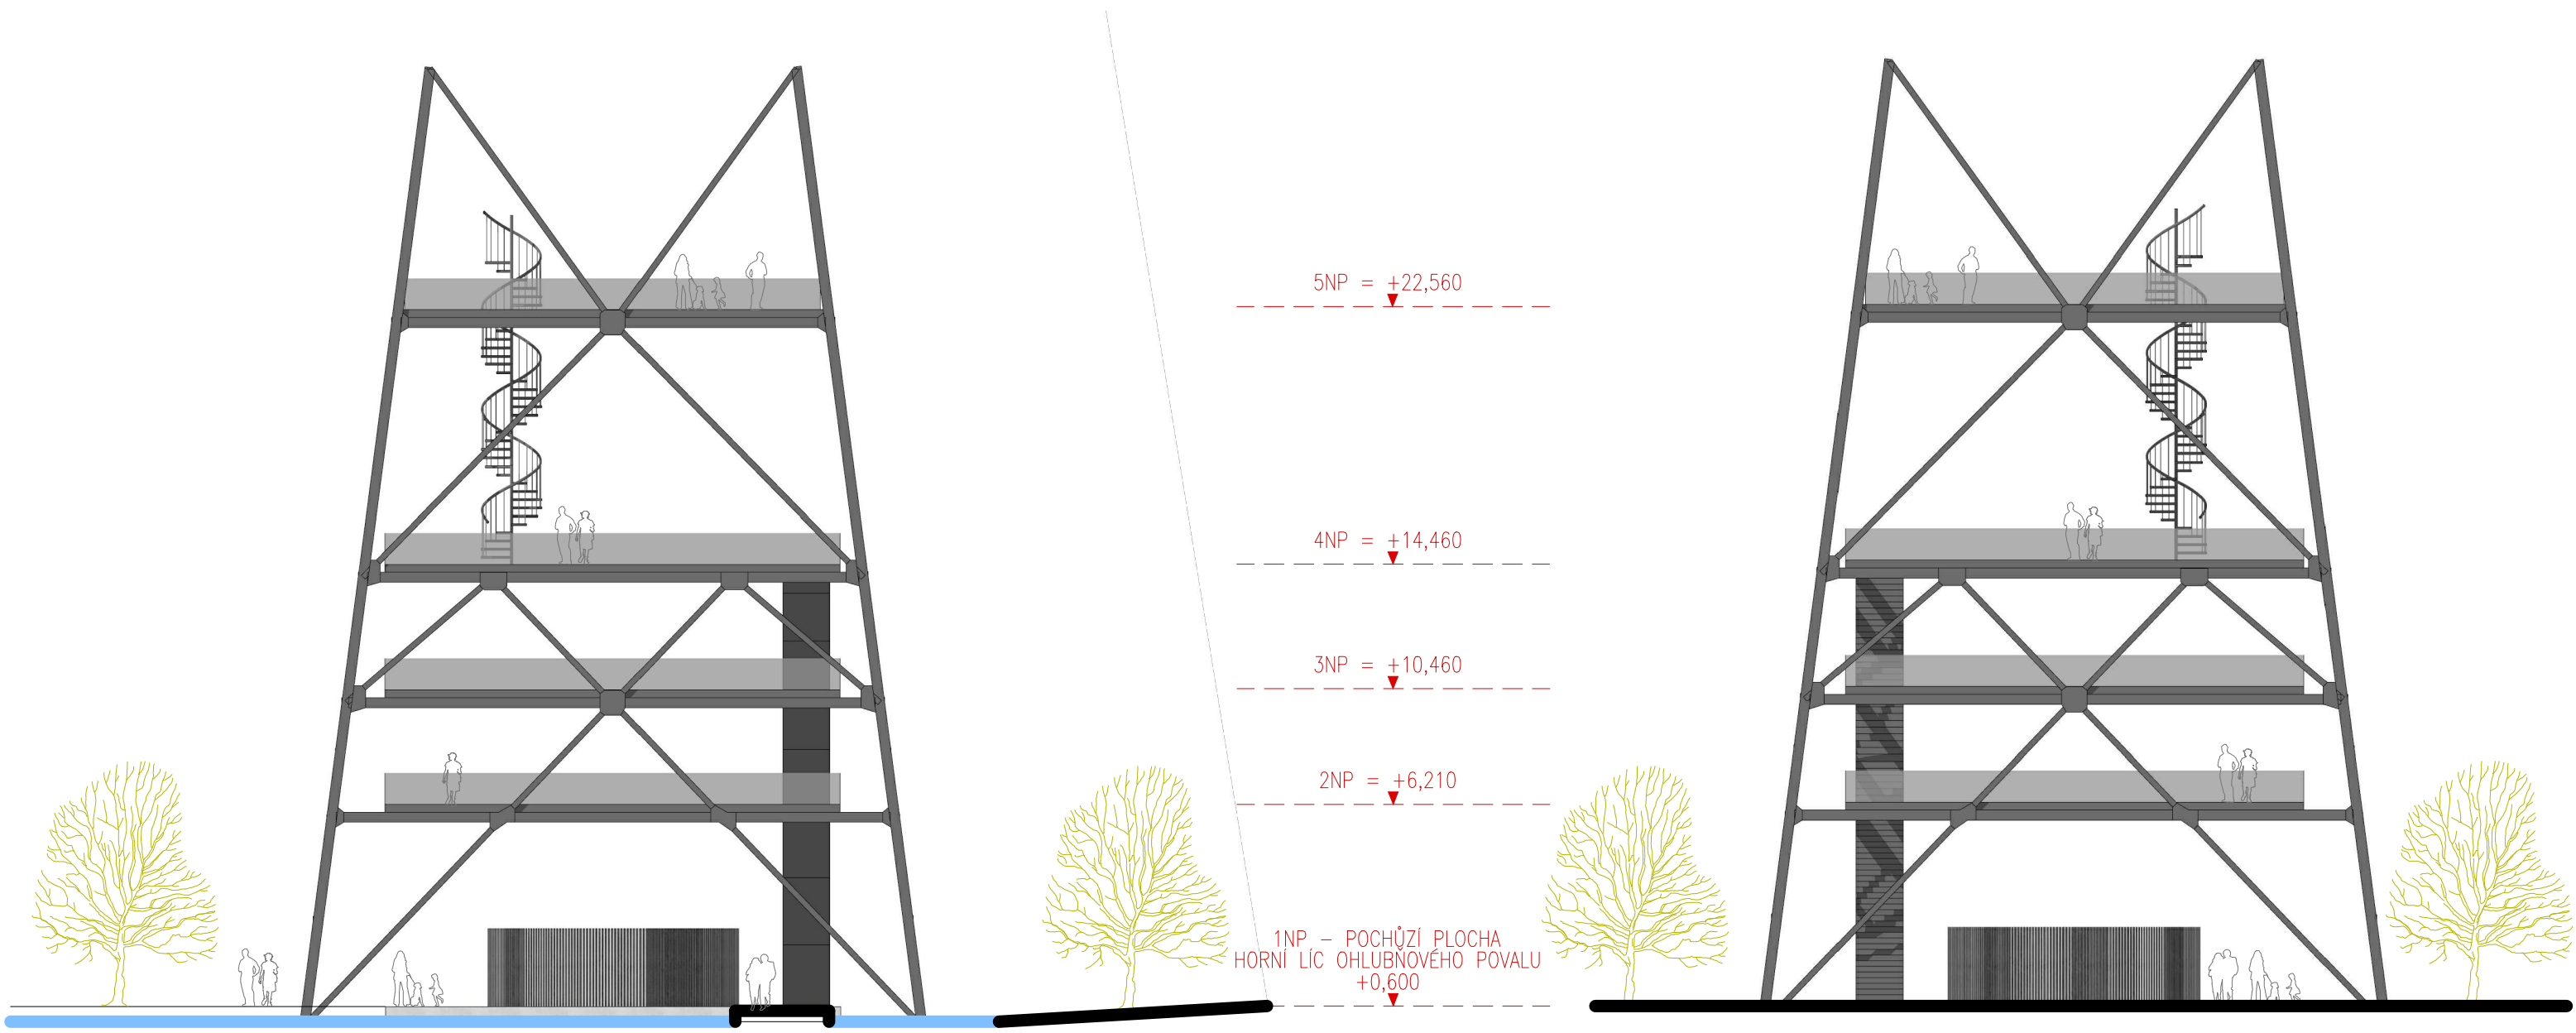 5NP = +22,560
4NP = +14,460
3NP = +10,460
2NP = +6,210
1NP – POCHŮZÍ PLOCHA
HORNÍ LÍC OHLUBŇOVÉHO POVALU
+0,600